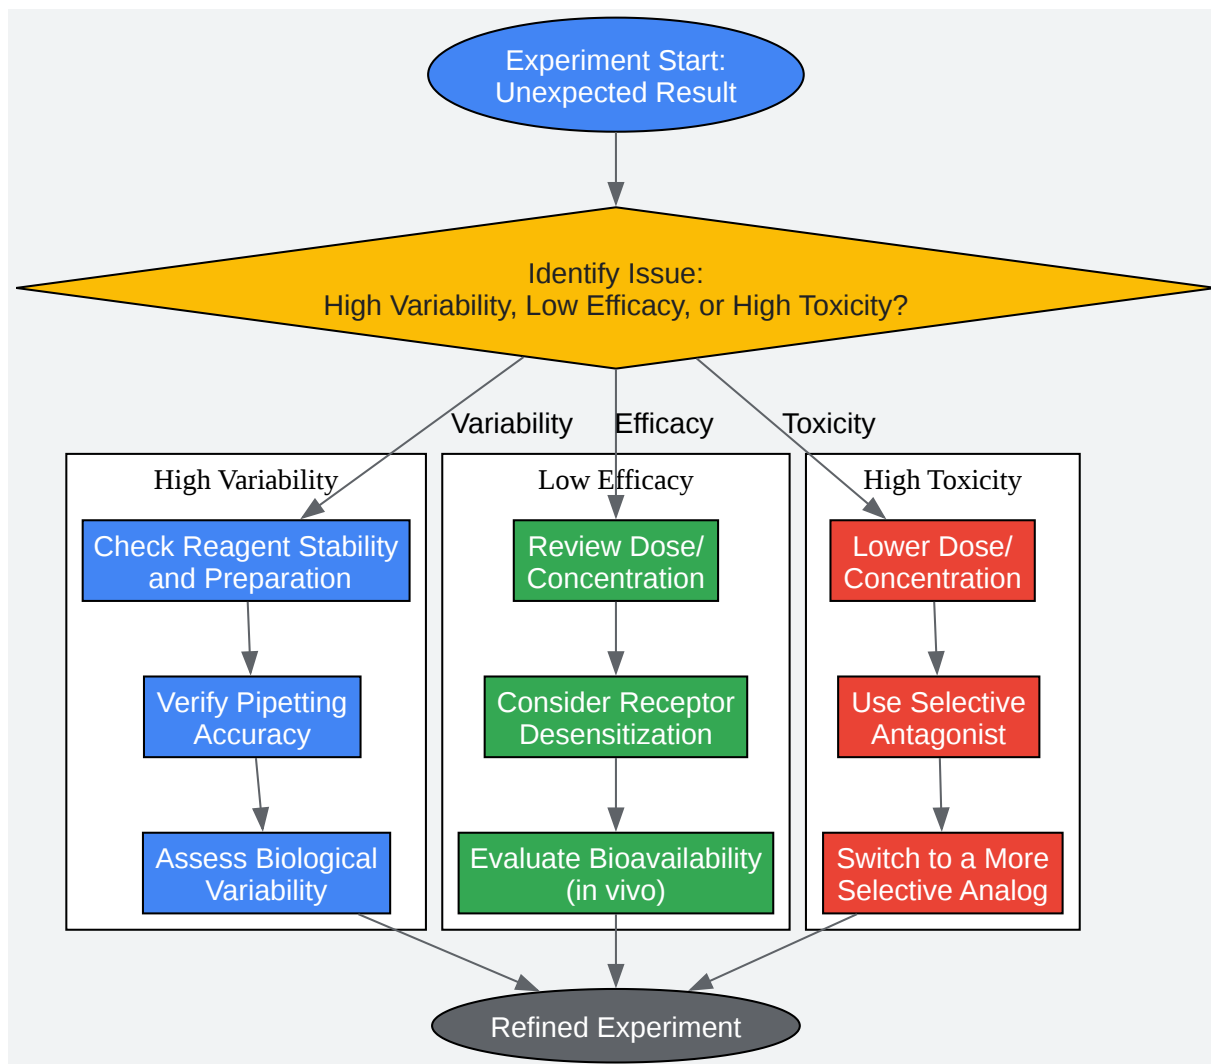 Experiment Start:
Unexpected Result
Identify Issue:
High Variability, Low Efficacy, or High Toxicity?
Variability
Efficacy
Toxicity
High Variability
Low Efficacy
High Toxicity
Check Reagent Stability
and Preparation
Review Dose/
Concentration
Lower Dose/
Concentration
Verify Pipetting
Accuracy
Consider Receptor
Desensitization
Use Selective
Antagonist
Assess Biological
Variability
Evaluate Bioavailability
(in vivo)
Switch to a More
Selective Analog
Refined Experiment